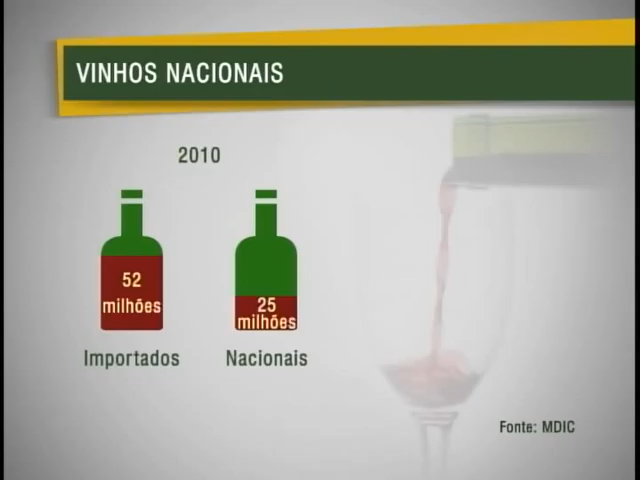 VINHOS NACIONAIS
2010
52
milhões
25
milhões
Importados
Nacionais
Fonte: MDIC